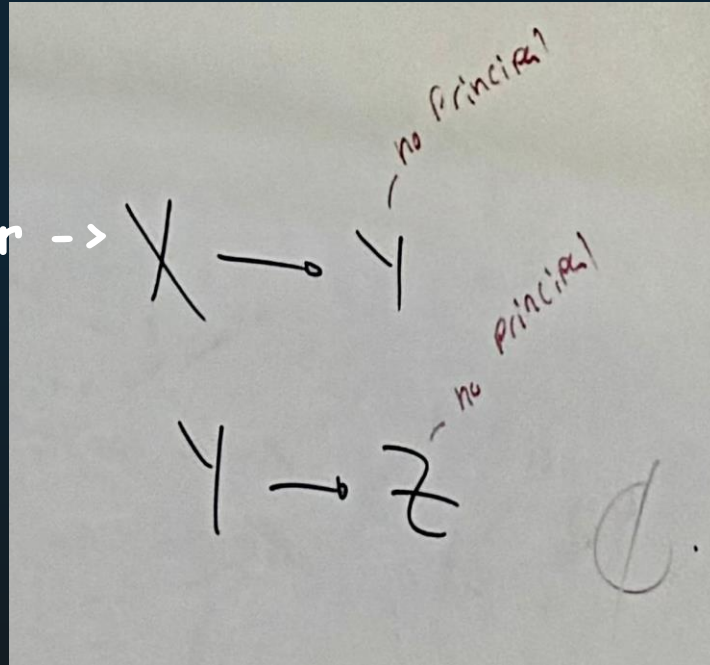 no Principal
r -> X → Y
no principal
Y → Z